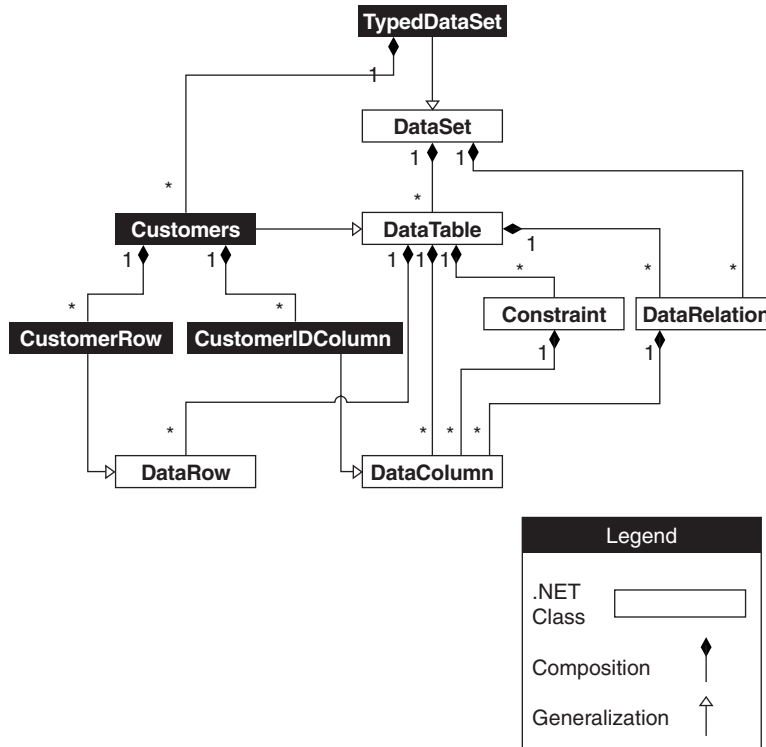 TypedDataSet
1
DataSet
1 1
* *
Customers DataTable
1 1 1 1 1 1
* * * * *
CustomerRow CustomerIDColumn Constraint DataRelation
1 1
* * * *
DataRow DataColumn
Legend
.NET
Class
Composition
Generalization